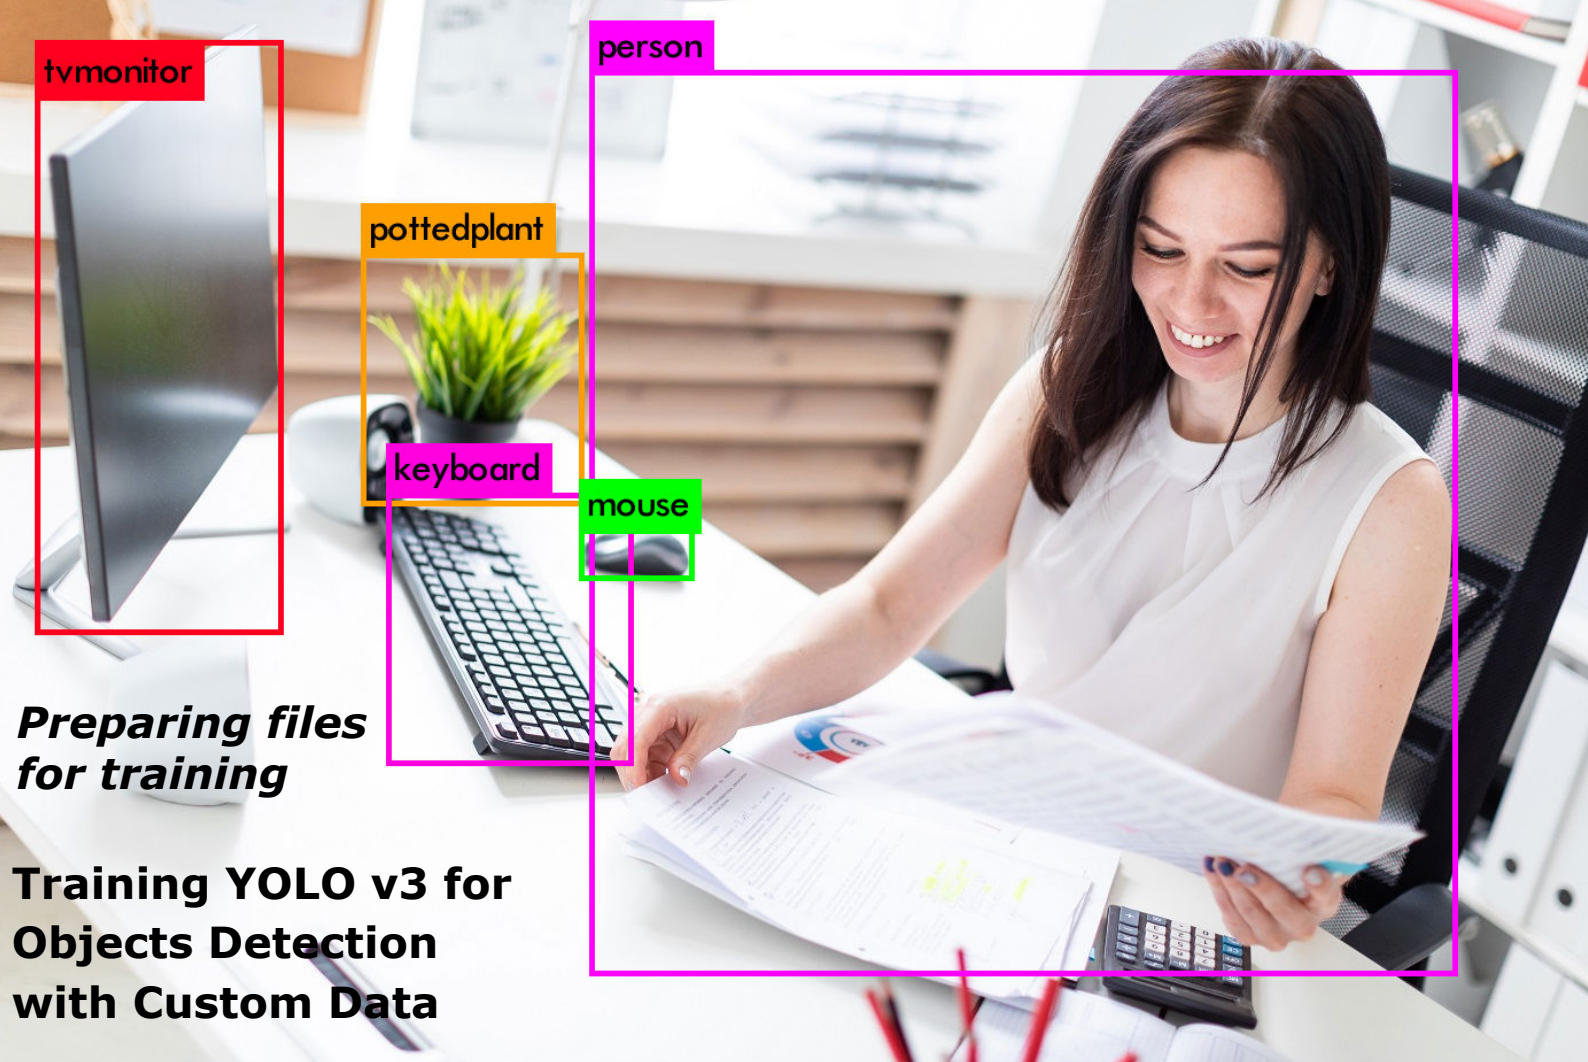 tvmonitor
person
pottedplant
keyboard
mouse
Preparing files
for training
Training YOLO v3 for
Objects Detection
with Custom Data